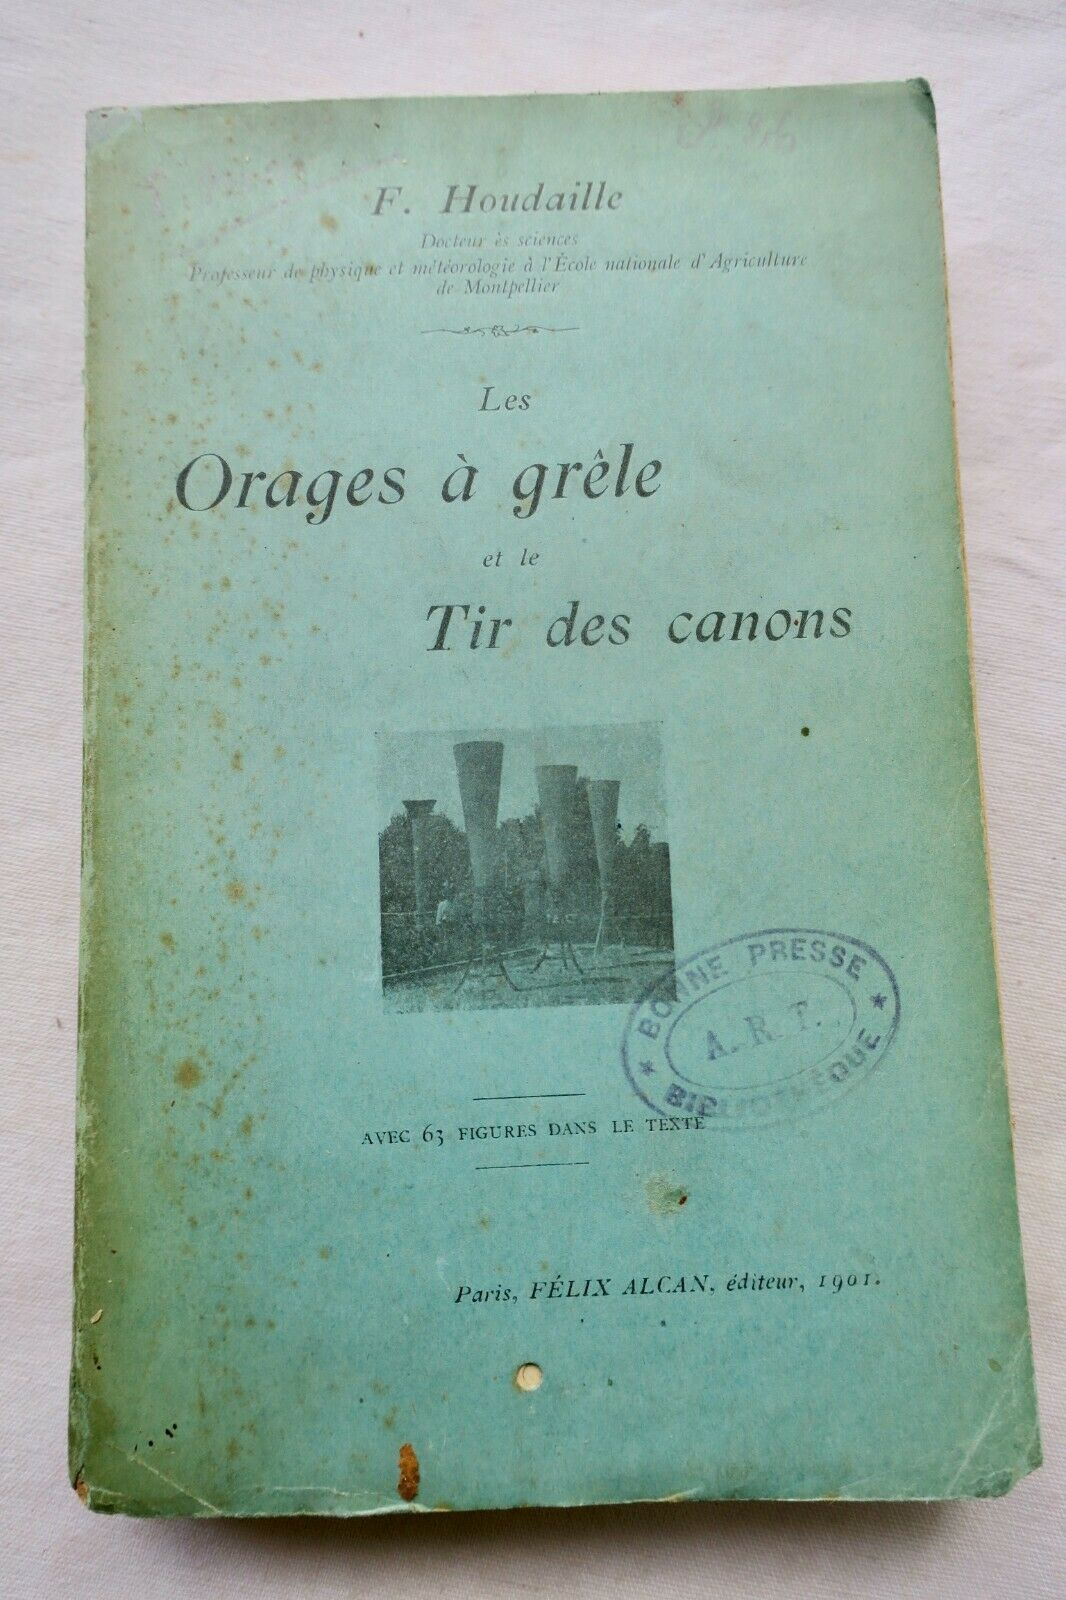 F. Houdaille
Docteur ès sciences
Professeur de physique et météorologie à l'École nationale d'Agriculture
de Montpellier
Les
Orages à grêle
et le
Tir des canons
BONNE PRESSE
A. R. T.
BIBLIOTHEQUE
AVEC 63 FIGURES DANS LE TEXTE
Paris, FÉLIX ALCAN, éditeur, 1901.